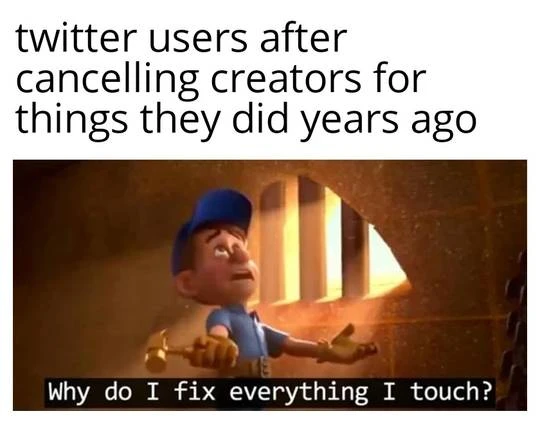 twitter users after
cancelling creators for
things they did years ago
Why do I fix everything I touch?